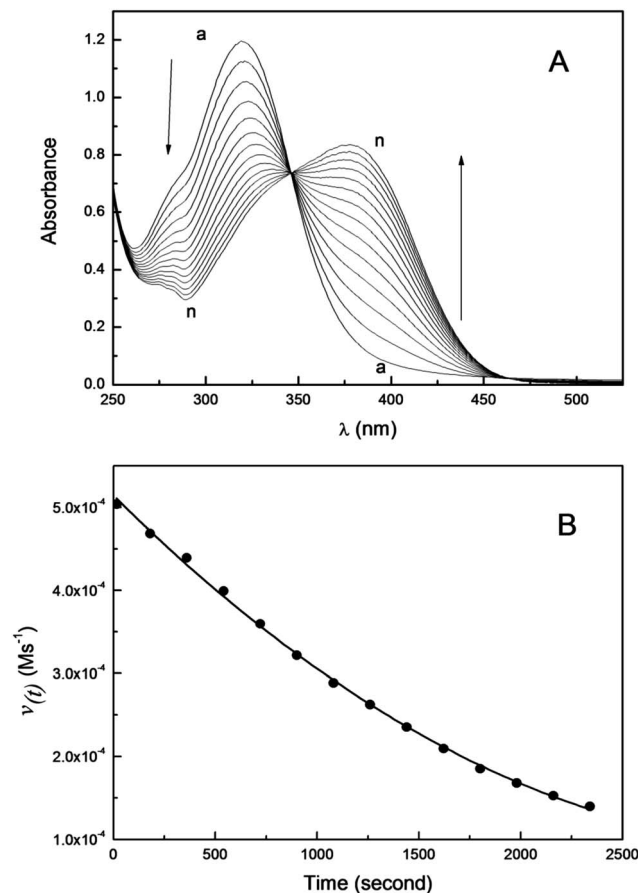 A
a
n
n
a
1.2
1.0
0.8
0.6
0.4
0.2
0.0
Absorbance
250 300 350 400 450 500
λ (nm)
B
5.0x10-4
4.0x10-4
3.0x10-4
2.0x10-4
1.0x10-4
v(t) (Ms-1)
0 500 1000 1500 2000 2500
Time (second)